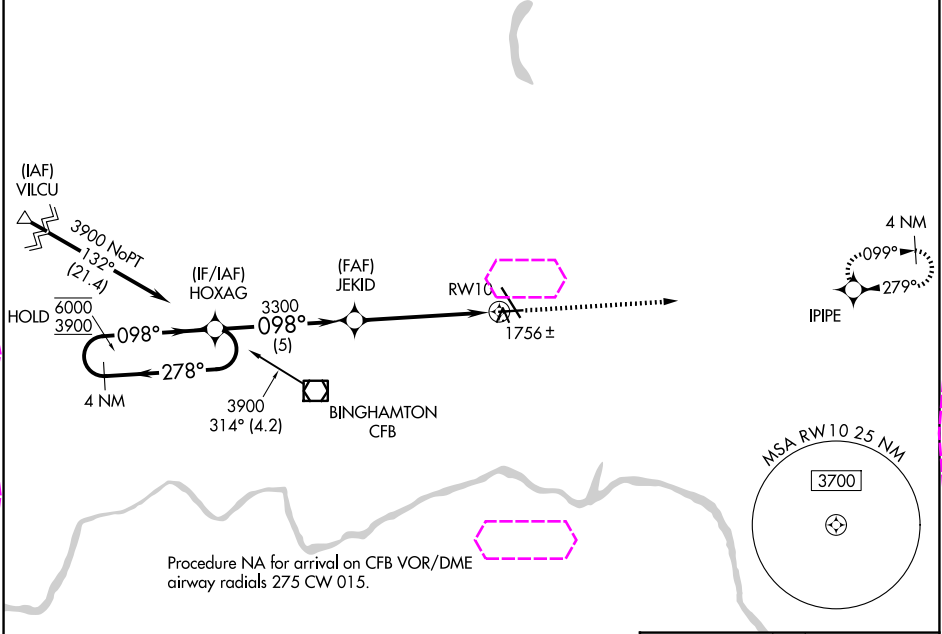 (IAF)
VILCU
3900 NoPT
132°
(21.4)
(IF/IAF)
HOXAG
(FAF)
JEKID
RW10
4 NM
099°
279°
IPIPE
HOLD
6000
3900
098°
3300
098°
(5)
1756 ±
278°
4 NM
3900
314° (4.2)
BINGHAMTON
CFB
MSA RW10 25 NM
3700
Procedure NA for arrival on CFB VOR/DME
airway radials 275 CW 015.